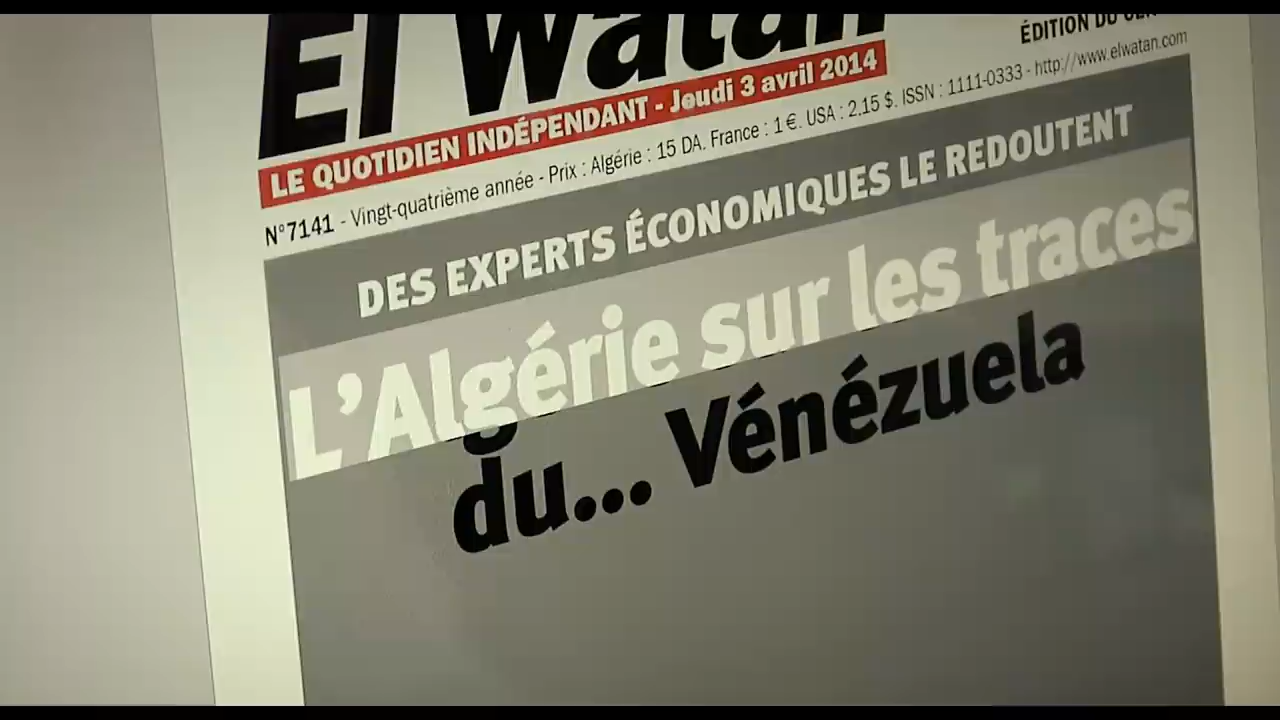 El Watan
ÉDITION DU
LE QUOTIDIEN INDÉPENDANT - Jeudi 3 avril 2014
N°7141 - Vingt-quatrième année - Prix : Algérie : 15 DA. France : 1 €. USA : 2.15 $. ISSN : 1111-0333 - http://www.elwatan.com
DES EXPERTS ÉCONOMIQUES LE REDOUTENT
L'Algérie sur les traces
du... Vénézuela